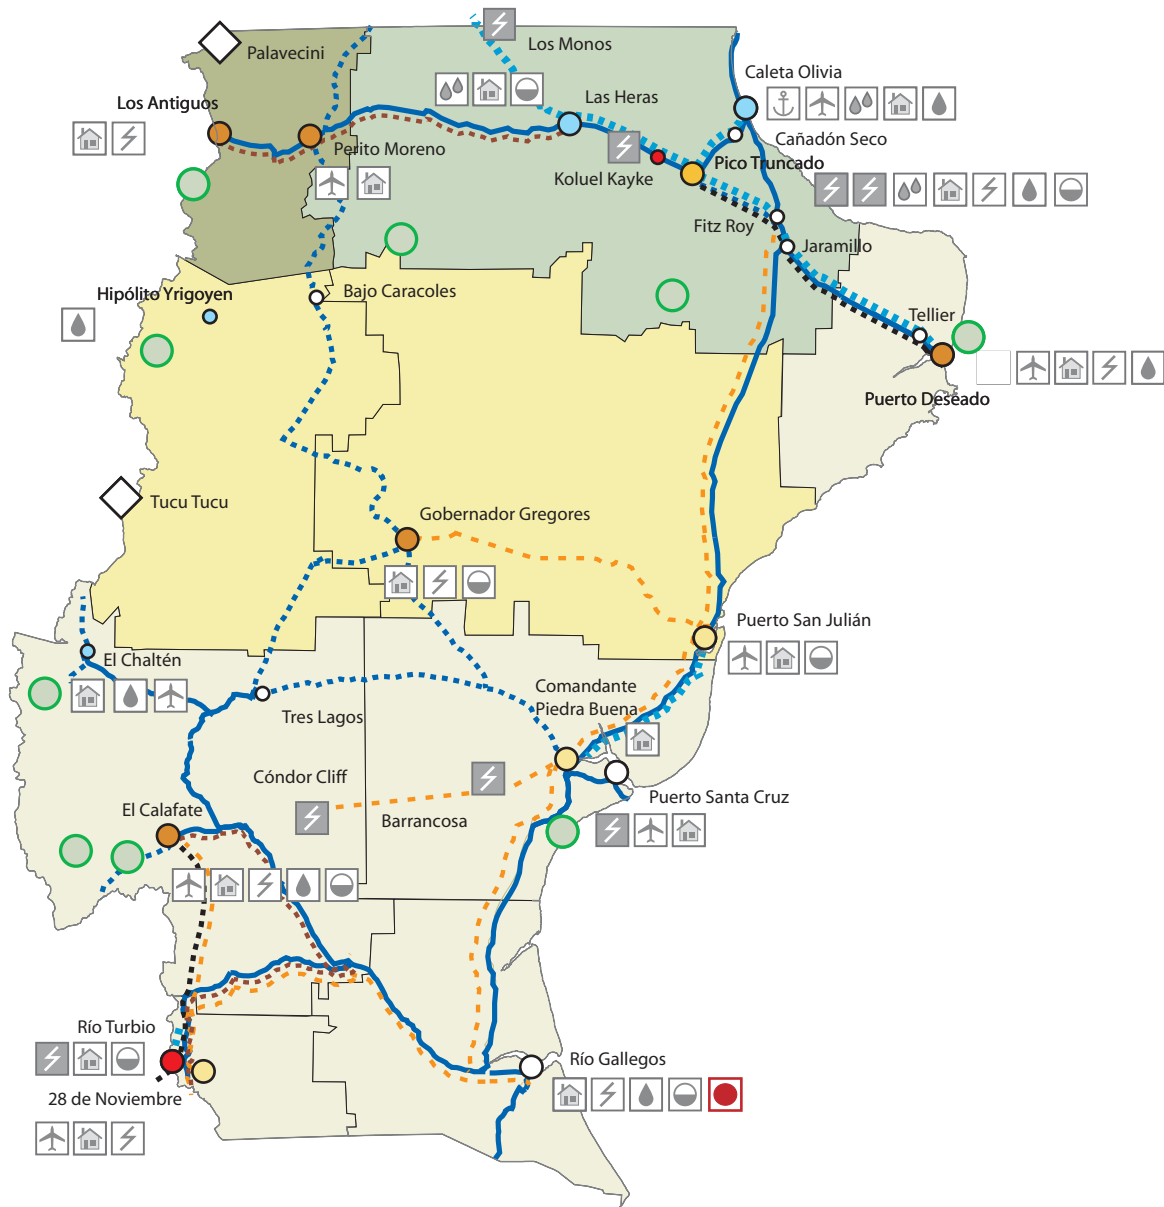 Los Monos
Palavecini
Caleta Olivia
Los Antiguos
Las Heras
Cañadón Seco
Perito Moreno
Pico Truncado
Koluel Kayke
Fitz Roy
Jaramillo
Hipólito Yrigoyen
Bajo Caracoles
Tellier
Puerto Deseado
Tucu Tucu
Gobernador Gregores
Puerto San Julián
El Chaltén
Comandante
Piedra Buena
Tres Lagos
Cóndor Cliff
Puerto Santa Cruz
El Calafate
Barrancosa
Río Turbio
Río Gallegos
28 de Noviembre